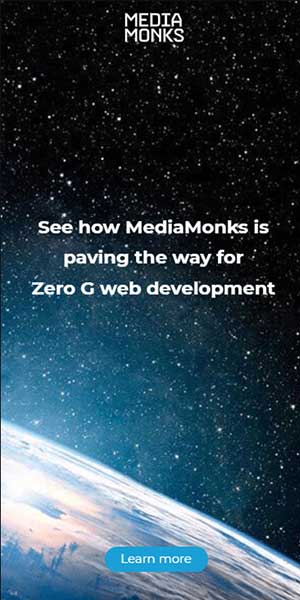 MEDIA
MONKS
See how MediaMonks is
paving the way for
Zero G web development
Learn more